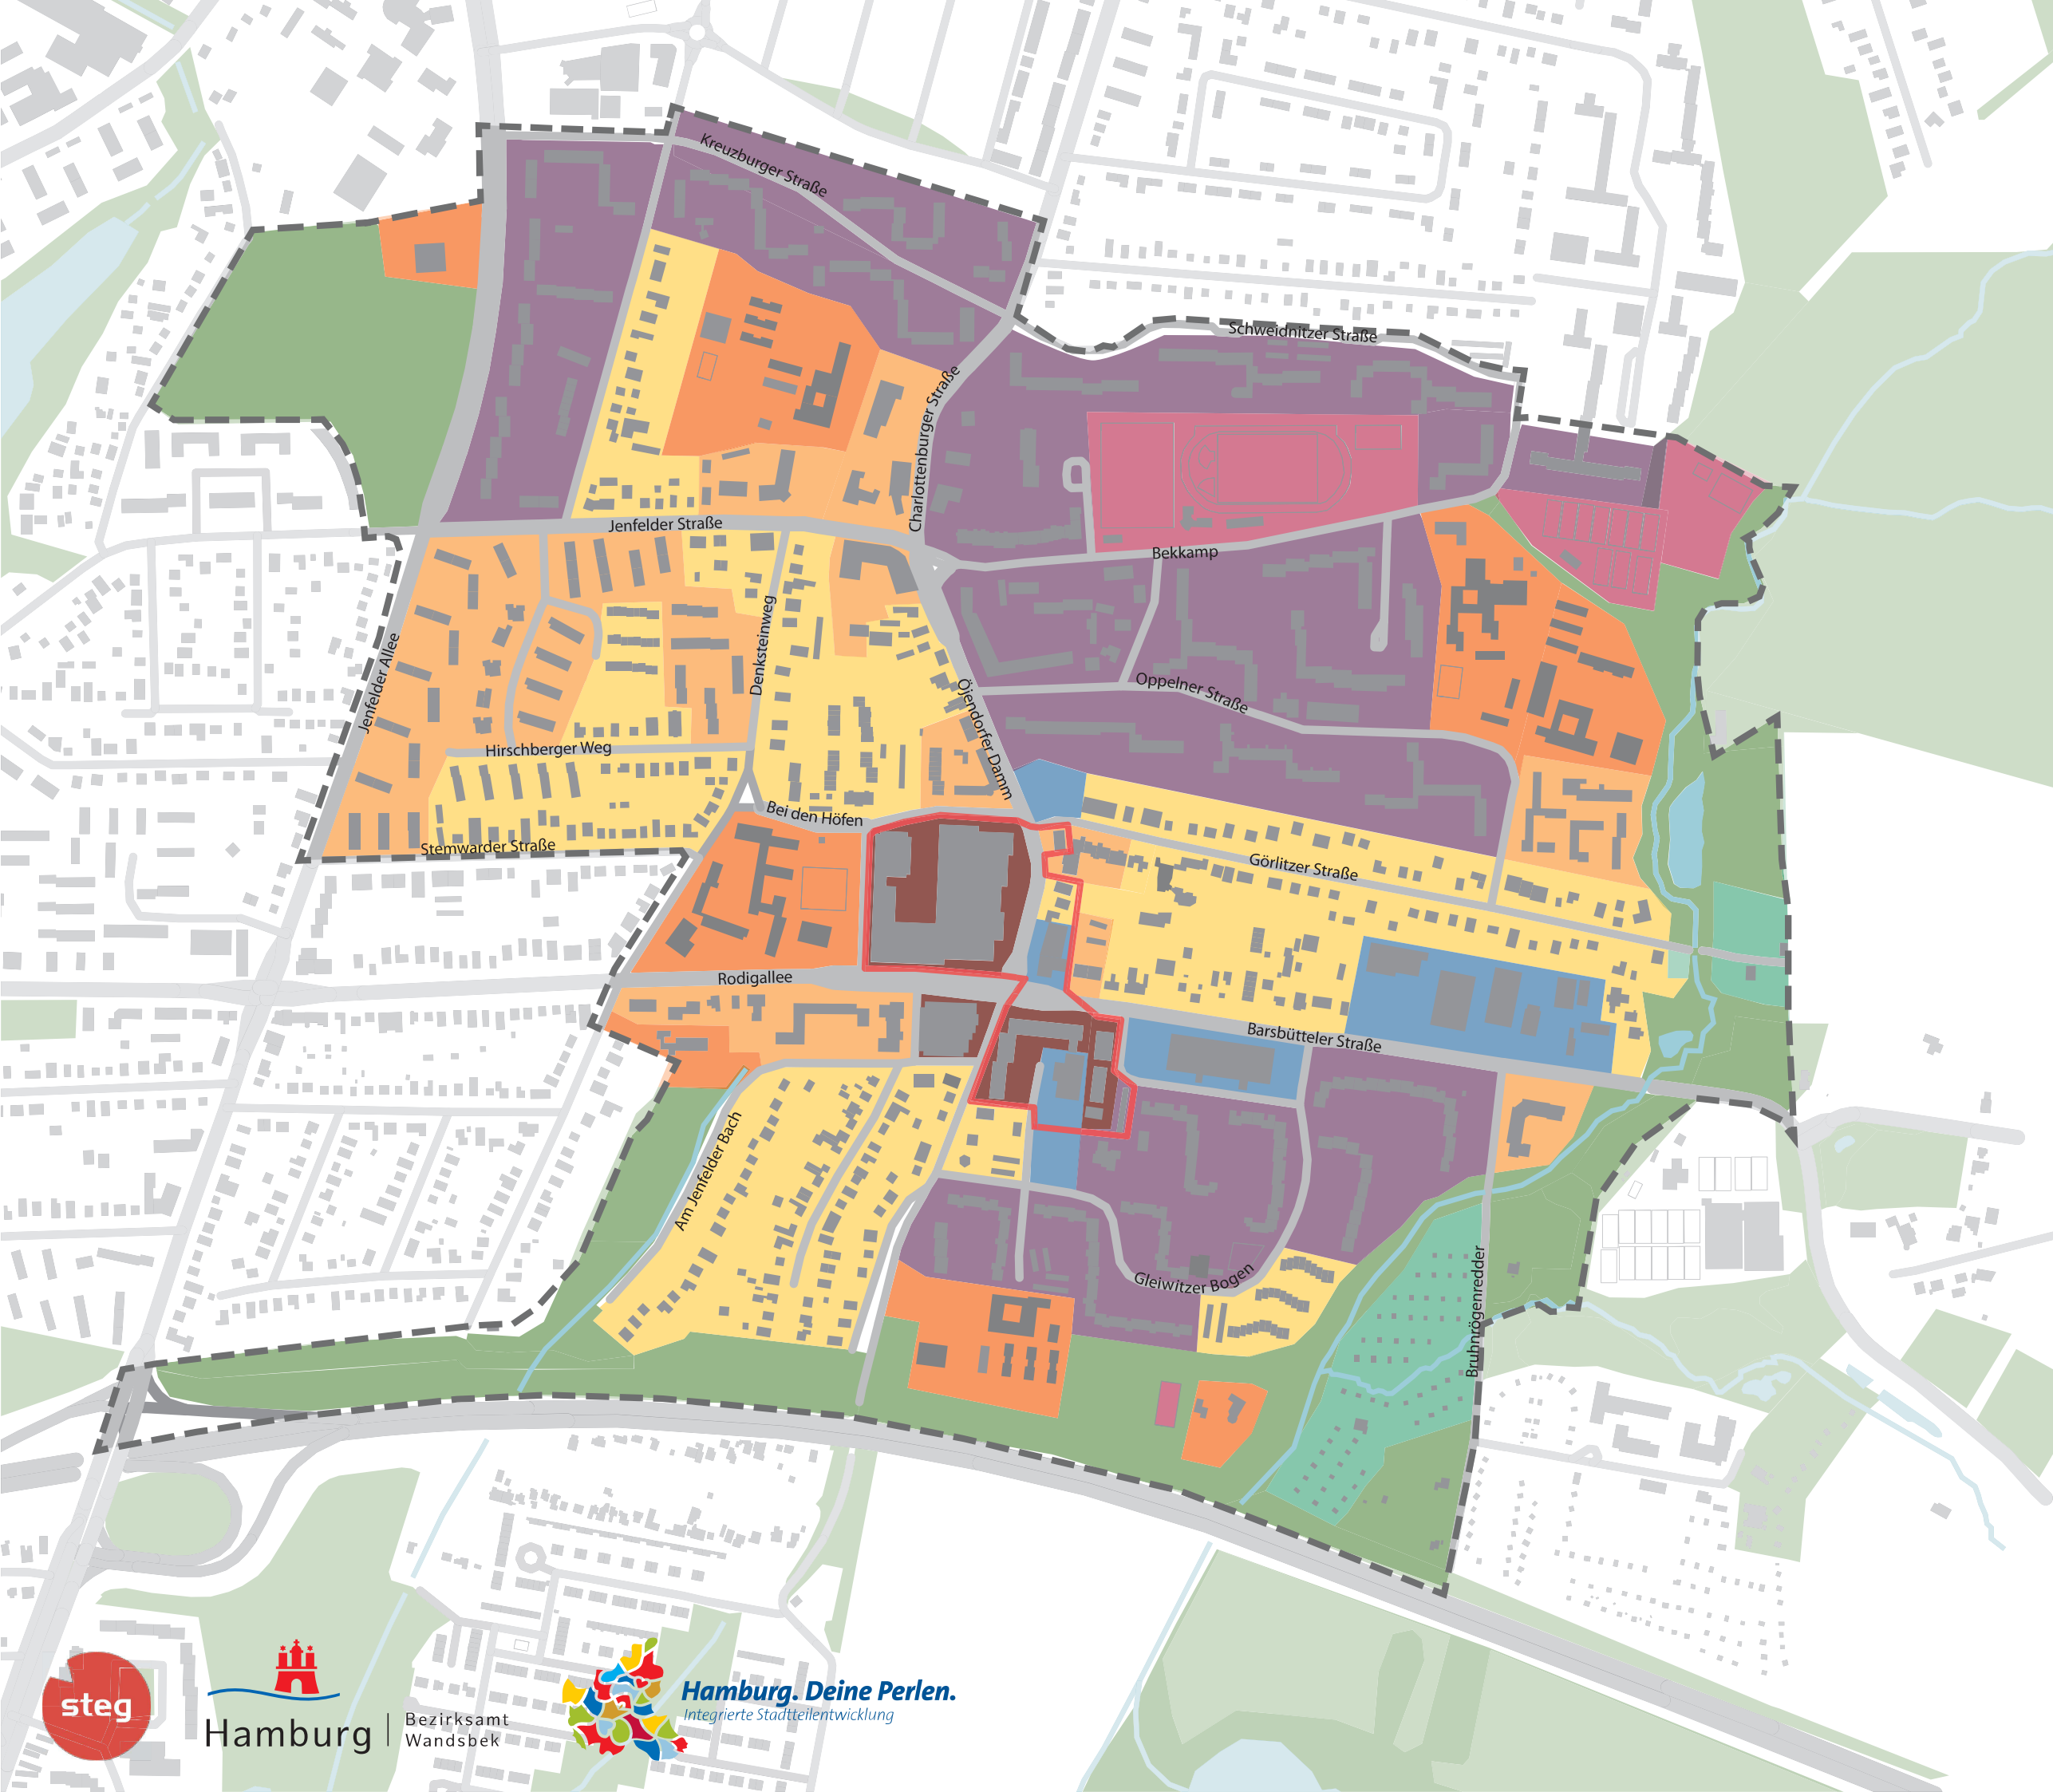 Kreuzburger Straße
Schweidnitzer Straße
Charlottenburger Straße
Jenfelder Straße
Bekkamp
Jenfelder Allee
Denksteinweg
Oppelner Straße
Öjendorfer Damm
Hirschberger Weg
Bei den Höfen
Stemwarder Straße
Görlitzer Straße
Rodigallee
Barsbütteler Straße
Am Jenfelder Bach
Gleiwitzer Bogen
Bruhnrögenredder
steg
Hamburg
Bezirksamt
Wandsbek
Hamburg. Deine Perlen.
Integrierte Stadtteilentwicklung